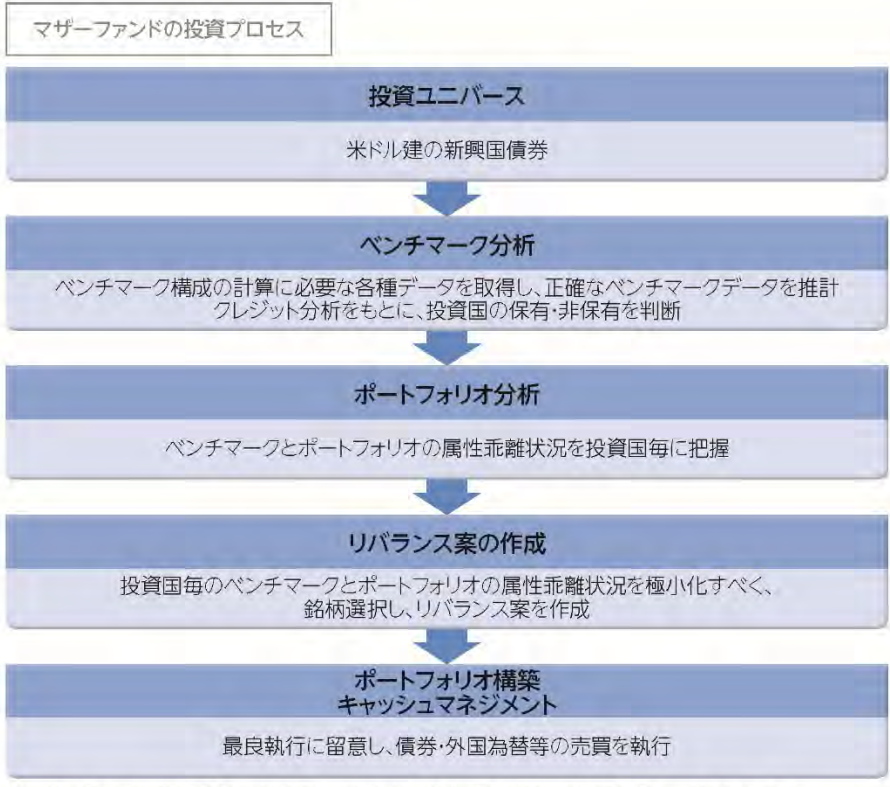 マザーファンドの投資プロセス
投資ユニバース
米ドル建の新興国債券
ベンチマーク分析
ベンチマーク構成の計算に必要な各種データを取得し、正確なベンチマークデータを推計
クレジット分析をもとに、投資国の保有・非保有を判断
ポートフォリオ分析
ベンチマークとポートフォリオの属性乖離状況を投資国毎に把握
リバランス案の作成
投資国毎のベンチマークとポートフォリオの属性乖離状況を極小化すべく、
銘柄選択し、リバランス案を作成
ポートフォリオ構築
キャッシュマネジメント
最良執行に留意し、債券・外国為替等の売買を執行